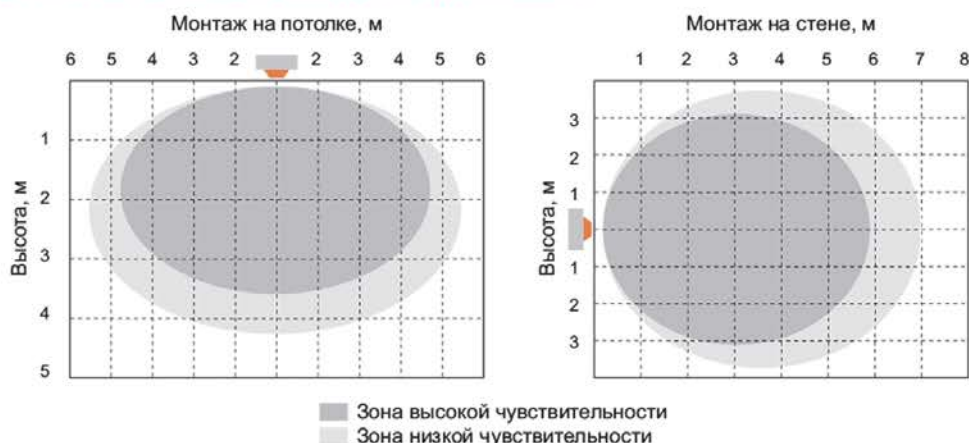 Монтаж на потолке, м
6 5 4 3 2 2 3 4 5 6
Высота, м
1
2
3
4
5
Монтаж на стене, м
1 2 3 4 5 6 7 8
Высота, м
3
2
1
1
2
3
Зона высокой чувствительности
Зона низкой чувствительности